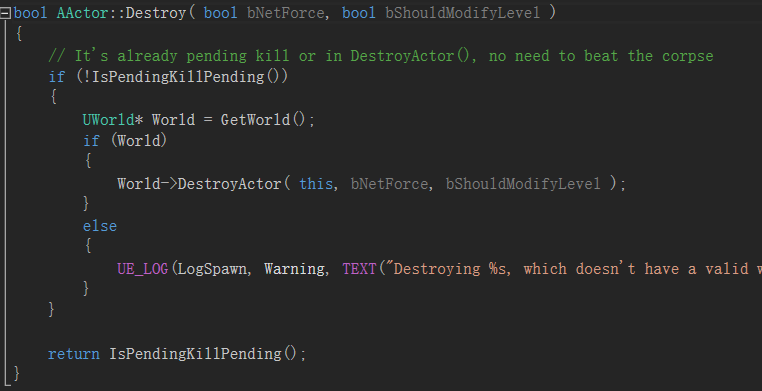 bool AActor::Destroy( bool bNetForce, bool bShouldModifyLevel )
{
// It's already pending kill or in DestroyActor(), no need to beat the corpse
if (!IsPendingKillPending())
{
UWorld* World = GetWorld();
if (World)
{
World->DestroyActor( this, bNetForce, bShouldModifyLevel );
}
else
{
UE_LOG(LogSpawn, Warning, TEXT("Destroying %s, which doesn't have a valid
}
}
return IsPendingKillPending();
}